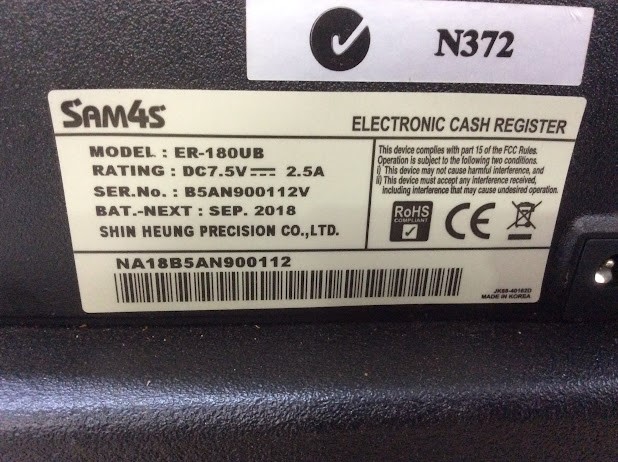 N372
SAM4S
ELECTRONIC CASH REGISTER
MODEL : ER-180UB
RATING : DC7.5V⎓ 2.5A
SER.No. : B5AN900112V
BAT.-NEXT : SEP. 2018
SHIN HEUNG PRECISION CO.,LTD.
This device complies with part 15 of the FCC Rules.
Operation is subject to the following two conditions.
i) This device may not cause harmful interference, and
ii) This device must accept any interference received,
including interference that may cause undesired operation.
RoHS
COMPLIANT
CE
NA18B5AN900112
JK68-40162D
MADE IN KOREA